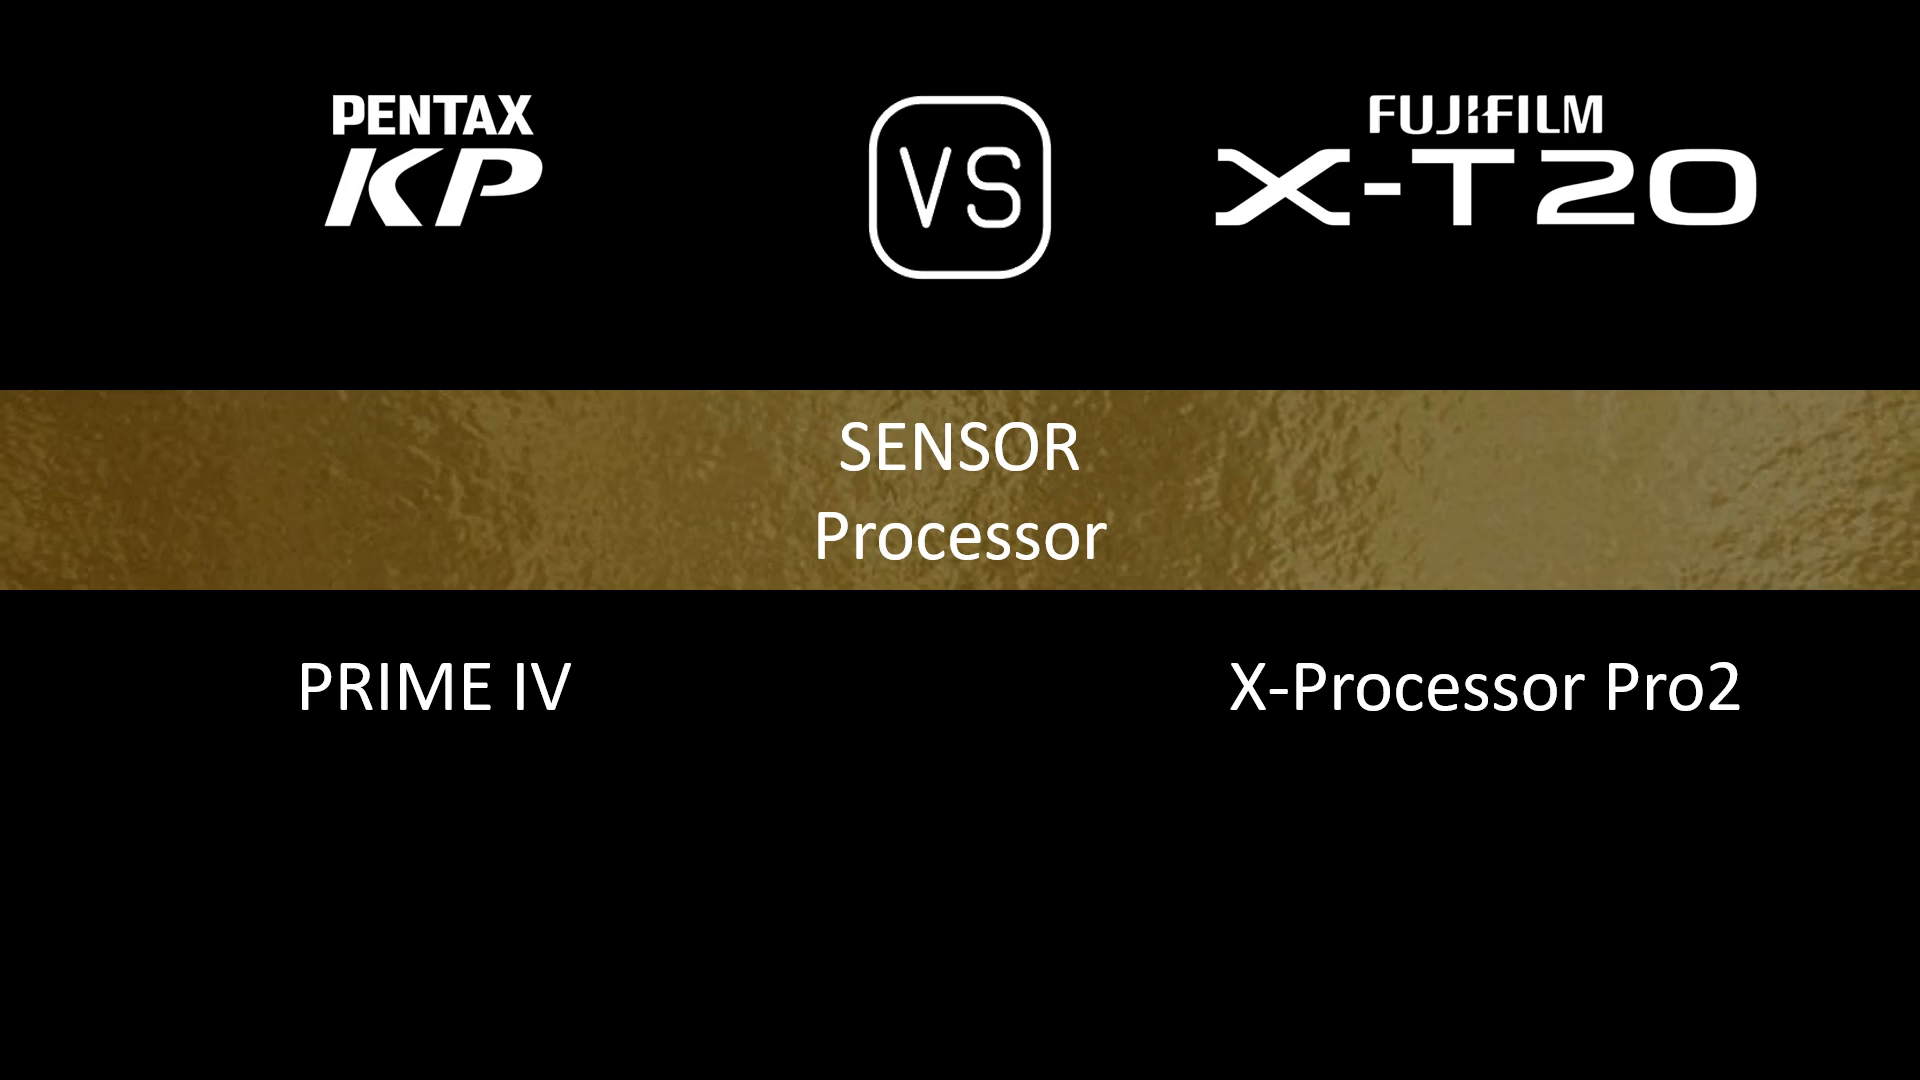 PENTAX
KP
VS
FUJIFILM
X-T20
SENSOR
Processor
PRIME IV
X-Processor Pro2